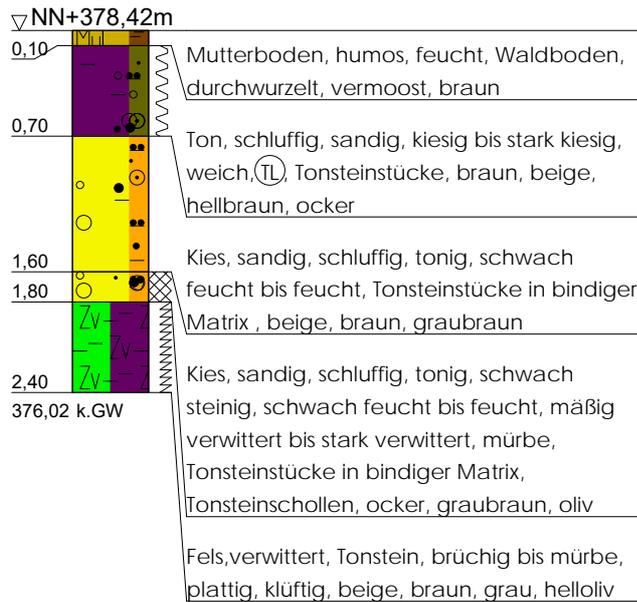 NN+378,42m
0,10
Mutterboden, humos, feucht, Waldboden,
durchwurzelt, vermoost, braun
0,70
Ton, schluffig, sandig, kiesig bis stark kiesig,
weich, TL, Tonsteinstücke, braun, beige,
hellbraun, ocker
1,60
Kies, sandig, schluffig, tonig, schwach
feucht bis feucht, Tonsteinstücke in bindiger
Matrix , beige, braun, graubraun
1,80
Kies, sandig, schluffig, tonig, schwach
steinig, schwach feucht bis feucht, mäßig
verwittert bis stark verwittert, mürbe,
Tonsteinstücke in bindiger Matrix,
Tonsteinschollen, ocker, graubraun, oliv
2,40
376,02 k.GW
Fels,verwittert, Tonstein, brüchig bis mürbe,
plattig, klüftig, beige, braun, grau, helloliv
Zv
Zv
Zv